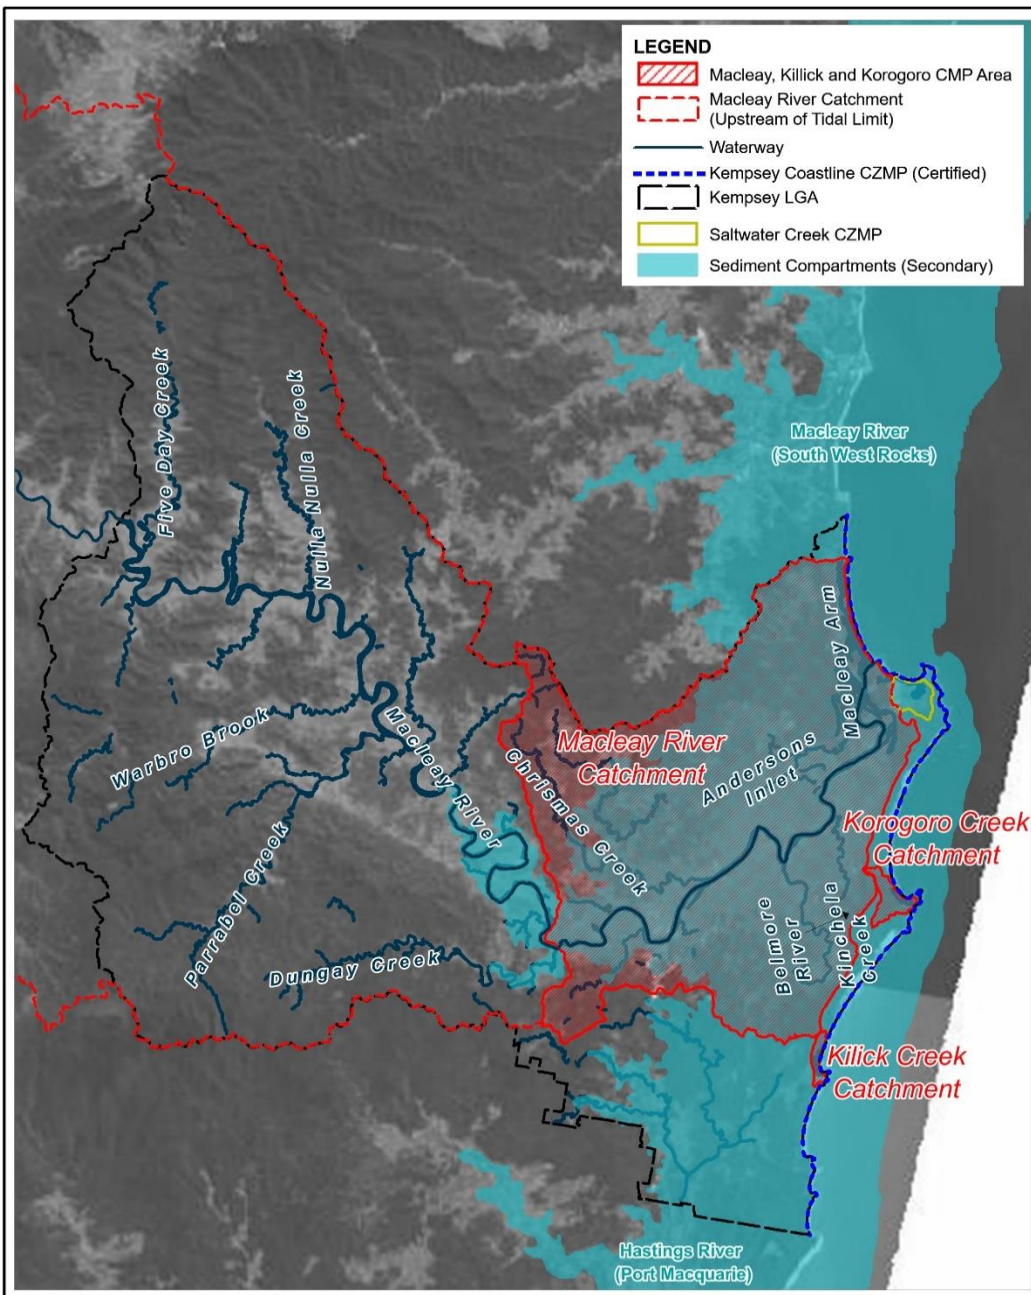 LEGEND
Macleay, Killick and Korogoro CMP Area
Macleay River Catchment
(Upstream of Tidal Limit)
Waterway
Kempsey Coastline CZMP (Certified)
Kempsey LGA
Saltwater Creek CZMP
Sediment Compartments (Secondary)
Five Day Creek
Nulla Nulla Creek
Macleay River
(South West Rocks)
Macleay Arm
Warbro Brook
Macleay River
Macleay River
Catchment
Andersons
Inlet
Chrismas Creek
Korogoro Creek
Catchment
Parrabel Creek
Dungay Creek
Belmore
River
Kinchela
Creek
Kilick Creek
Catchment
Hastings River
(Port Macquarie)